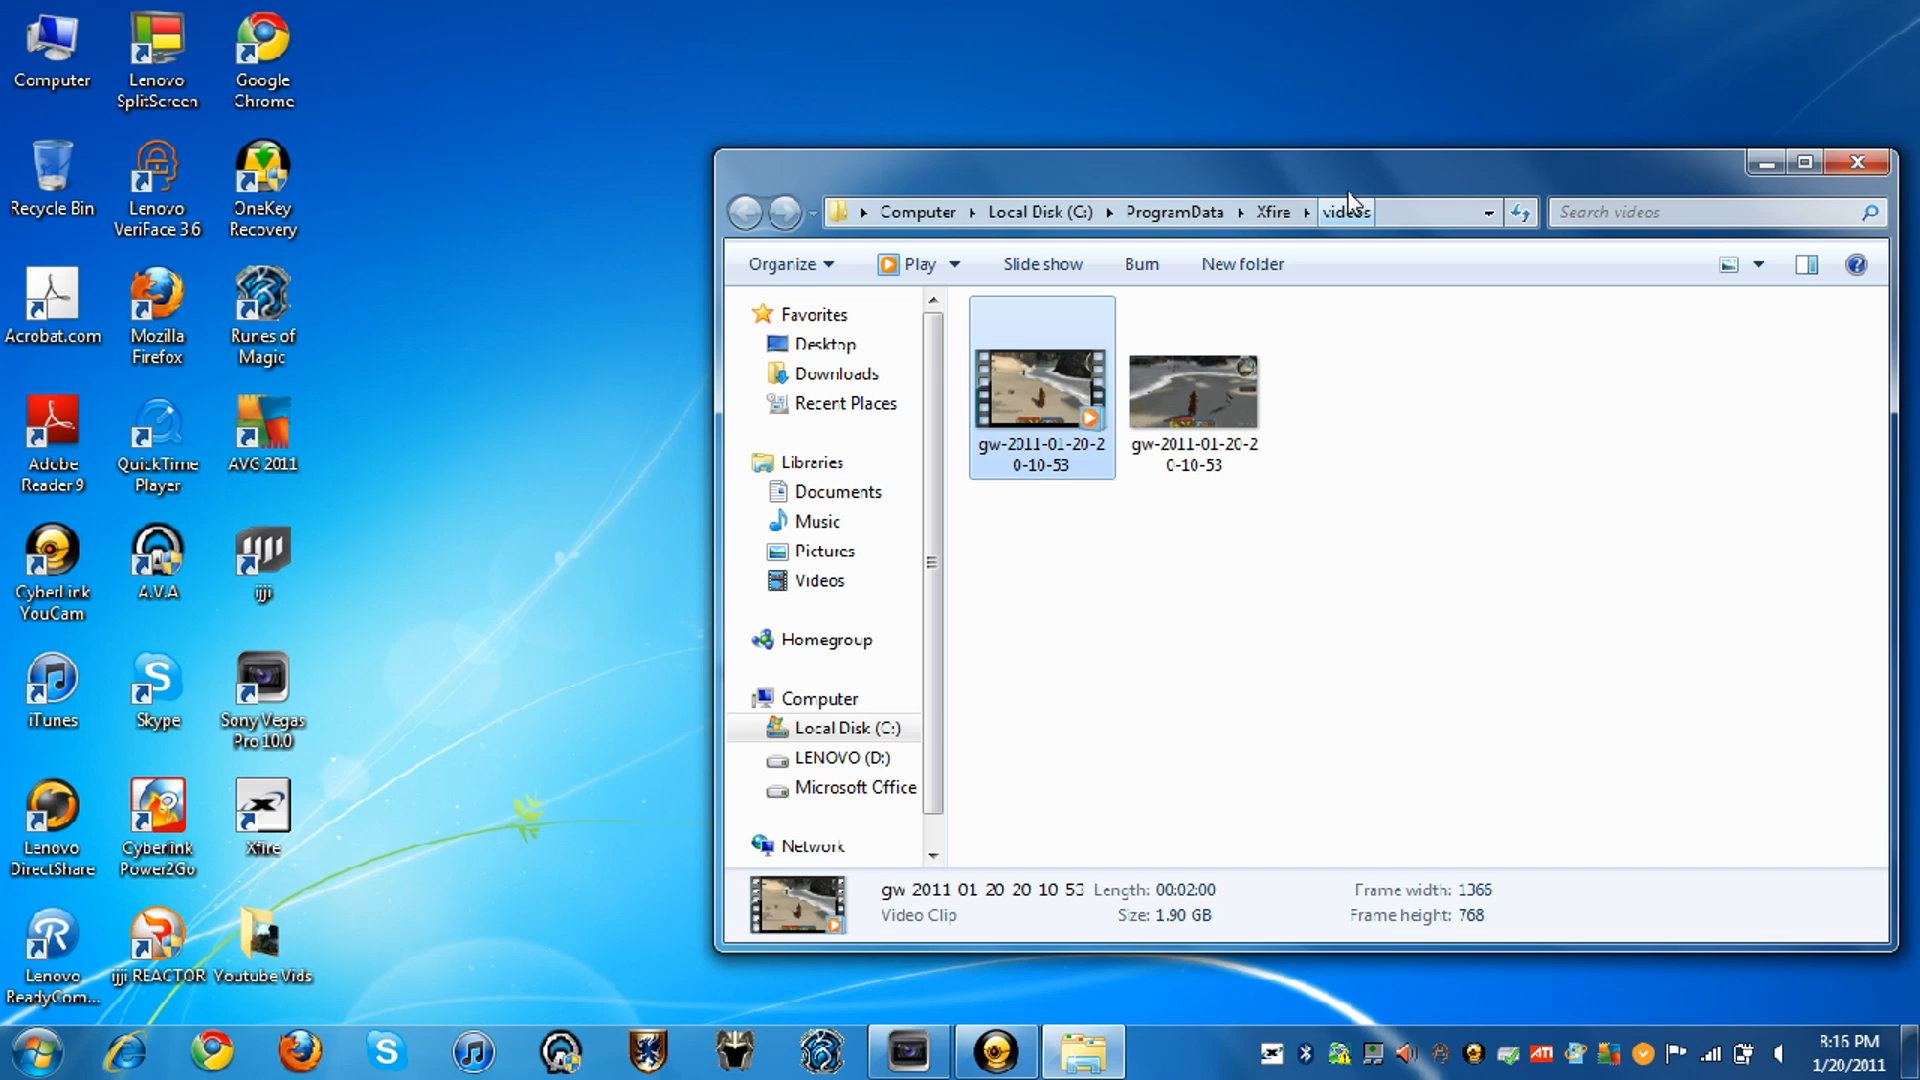 Computer
Lenovo
SplitScreen
Google
Chrome
Recycle Bin
Lenovo
VeriFace 3.6
OneKey
Recovery
Acrobat.com
Mozilla
Firefox
Runes of
Magic
Adobe
Reader 9
QuickTime
Player
AVG 2011
CyberLink
YouCam
A.V.A
ijji
iTunes
Skype
Sony Vegas
Pro 10.0
Lenovo
DirectShare
Cyberlink
Power2Go
Xfire
Lenovo
ReadyCom...
ijji REACTOR
Youtube Vids
Computer
Local Disk (C:)
ProgramData
Xfire
videos
Search videos
Organize
Play
Slide show
Burn
New folder
Favorites
Desktop
Downloads
Recent Places
Libraries
Documents
Music
Pictures
Videos
Homegroup
Computer
Local Disk (C:)
LENOVO (D:)
Microsoft Office
Network
gw-2011-01-20-2
0-10-53
gw-2011-01-20-2
0-10-53
gw 2011 01 20 20 10 53 Length: 00:02:00 Frame width: 1365
Video Clip Size: 1.90 GB Frame height: 768
ATI
8:16 PM
1/20/2011